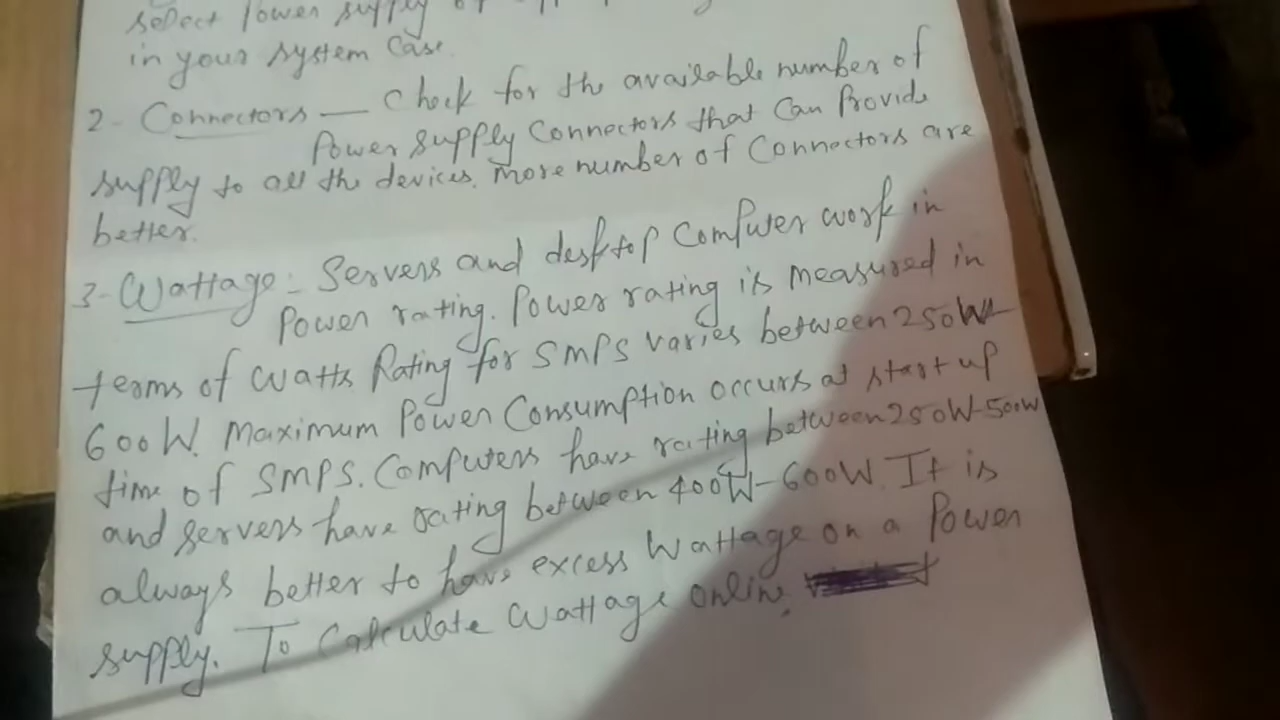 select power supply of
in your system case.
2- Connectors — Check for the available number of
Power supply Connectors that Can Provide
supply to all the devices. More number of Connectors are
better.
3- Wattage:- Servers and desktop Computer work in
Power rating. Power rating is measured in
terms of watts Rating for SMPS varies between 250W-
600W. Maximum Power Consumption occurs at start up
time of SMPS. Computers have rating between 250W-500W
and servers have rating between 400W-600W. It is
always better to have excess wattage on a Power
supply. To Calculate wattage online.